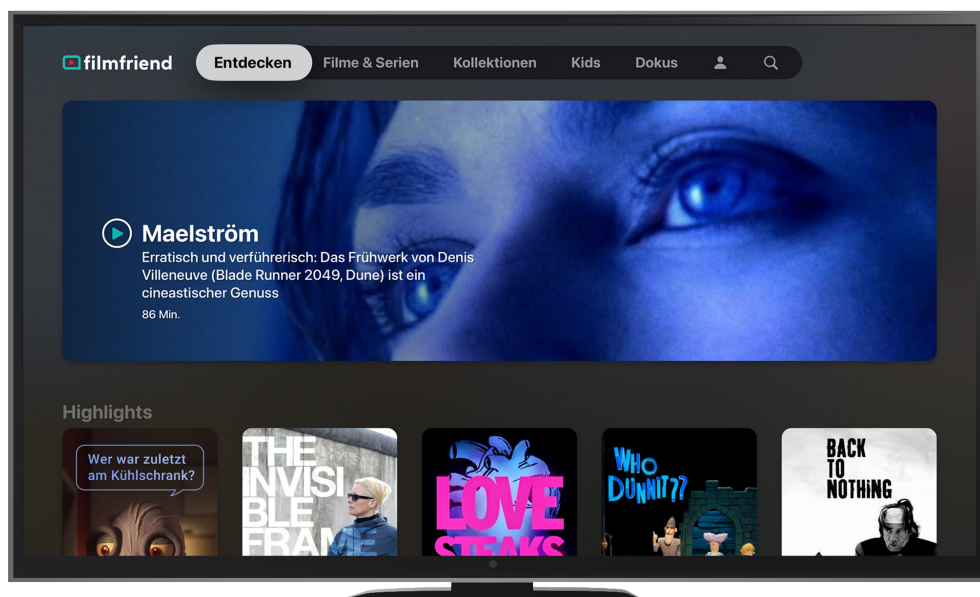 filmfriend
Entdecken
Filme & Serien
Kollektionen
Kids
Dokus
Maelström
Erratisch und verführerisch: Das Frühwerk von Denis
Villeneuve (Blade Runner 2049, Dune) ist ein
cineastischer Genuss
86 Min.
Highlights
Wer war zuletzt
am Kühlschrank?
THE
INVISI
BLE
FRAM
LOVE
STEAKS
WHO
DUNNIT??
BACK
TO
NOTHING